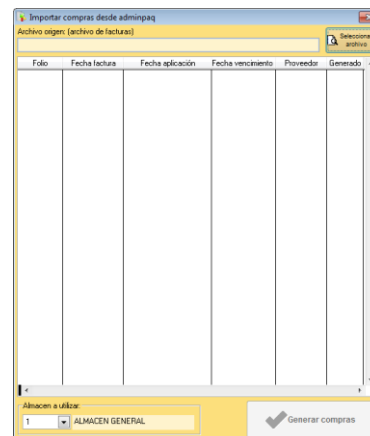 Importar compras desde adminpaq
Archivo origen: (archivo de facturas)
Seleccionar
archivo
Folio Fecha factura Fecha aplicación Fecha vencimiento Proveedor Generado
Almacen a utilizar.
1 ALMACEN GENERAL
Generar compras